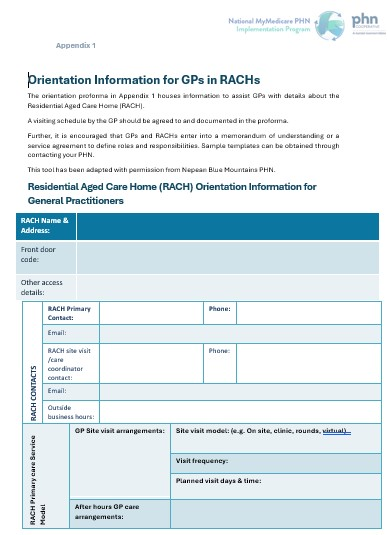 National MyMedicare PHN
Implementation Program
phn
Appendix 1
Orientation Information for GPs in RACHs
The orientation proforma in Appendix 1 houses information to assist GPs with details about the
Residential Aged Care Home (RACH).
A visiting schedule by the GP should be agreed to and documented in the proforma.
Further, it is encouraged that GPs and RACHs enter into a memorandum of understanding or a
service agreement to define roles and responsibilities. Sample templates can be obtained through
contacting your PHN.
This tool has been adapted with permission from Nepean Blue Mountains PHN.
Residential Aged Care Home (RACH) Orientation Information for
General Practitioners
RACH Name &
Address:
Front door
code:
Other access
details:
RACH CONTACTS
RACH Primary
Contact:
Phone:
Email:
RACH site visit
/care
coordinator
contact:
Phone:
Email:
Outside
business hours:
RACH Primary care Service
Model
GP Site visit arrangements:
Site visit model: (e.g. On site, clinic, rounds, virtual)..
Visit frequency:
Planned visit days & time:
After hours GP care
arrangements: